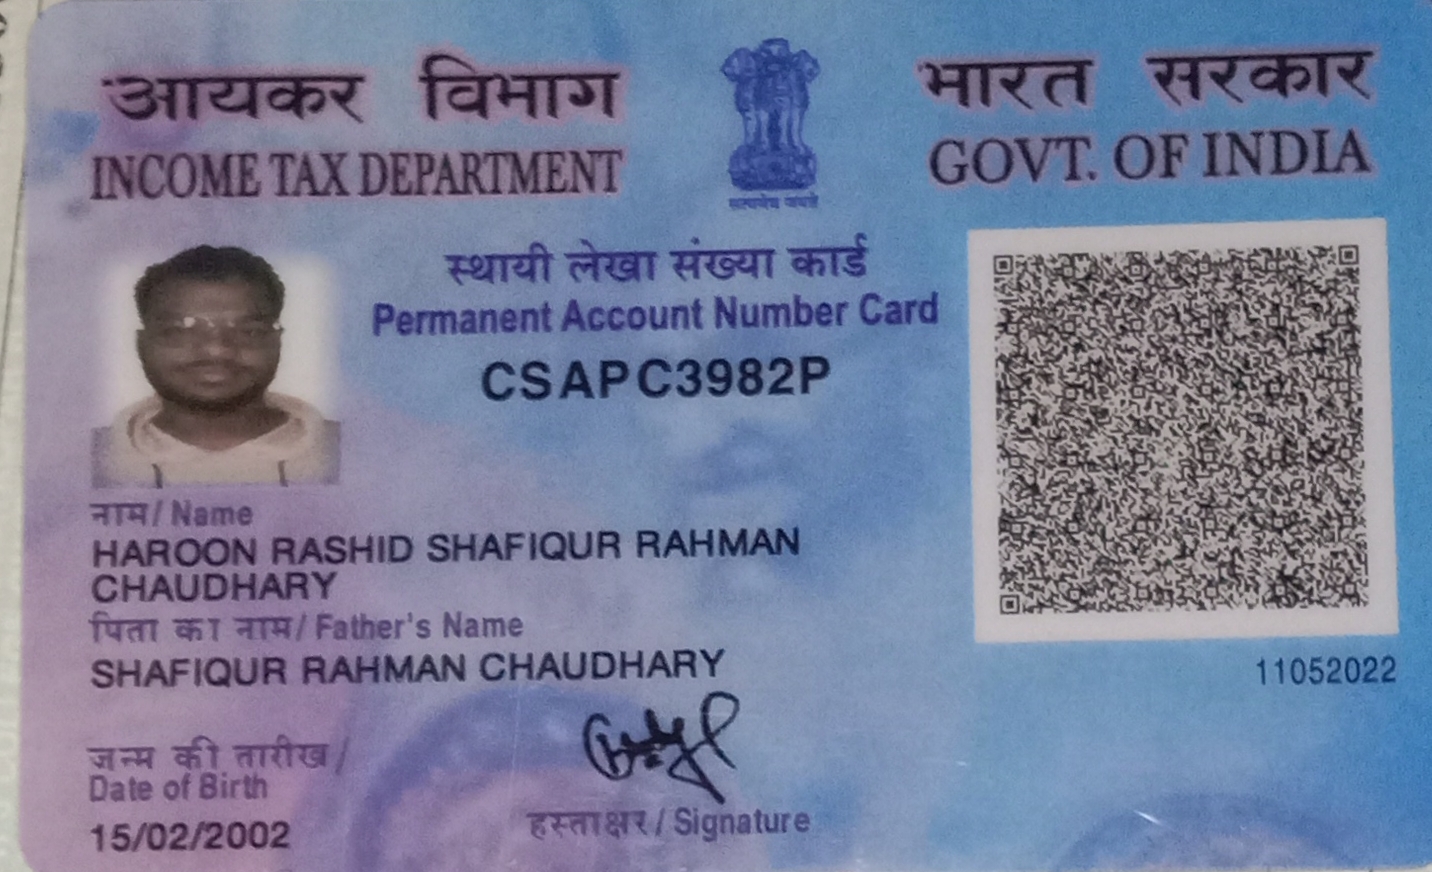 आयकर विभाग
INCOME TAX DEPARTMENT
सत्यमेव जयते
भारत सरकार
GOVT. OF INDIA
स्थायी लेखा संख्या कार्ड
Permanent Account Number Card
CSAPC3982P
नाम / Name
HAROON RASHID SHAFIQUR RAHMAN
CHAUDHARY
पिता का नाम / Father's Name
SHAFIQUR RAHMAN CHAUDHARY
11052022
जन्म की तारीख /
Date of Birth
15/02/2002
हस्ताक्षर / Signature